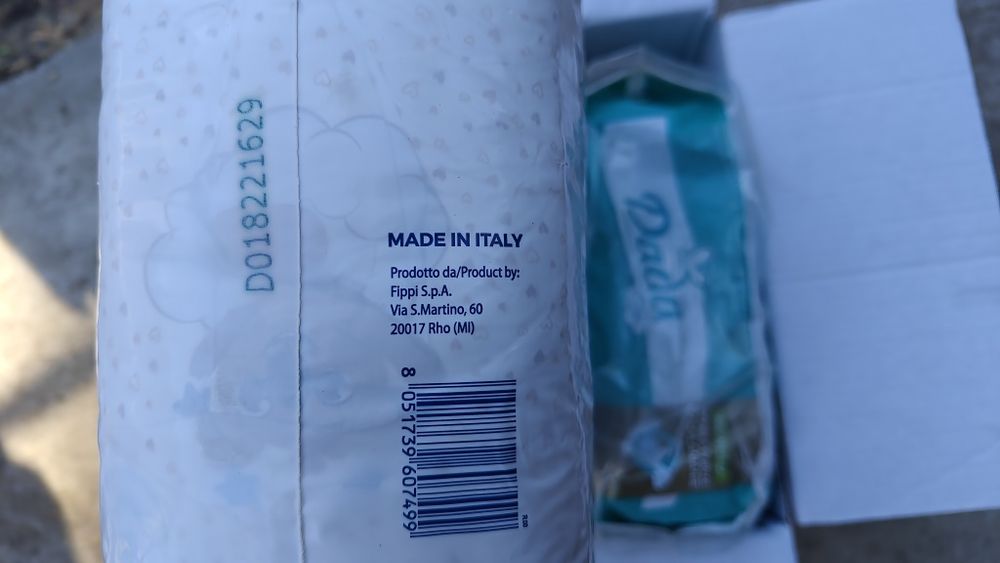 D018221629
MADE IN ITALY
Prodotto da/Product by:
Fippi S.p.A.
Via S.Martino, 60
20017 Rho (MI)
8 051739 607499
Dada